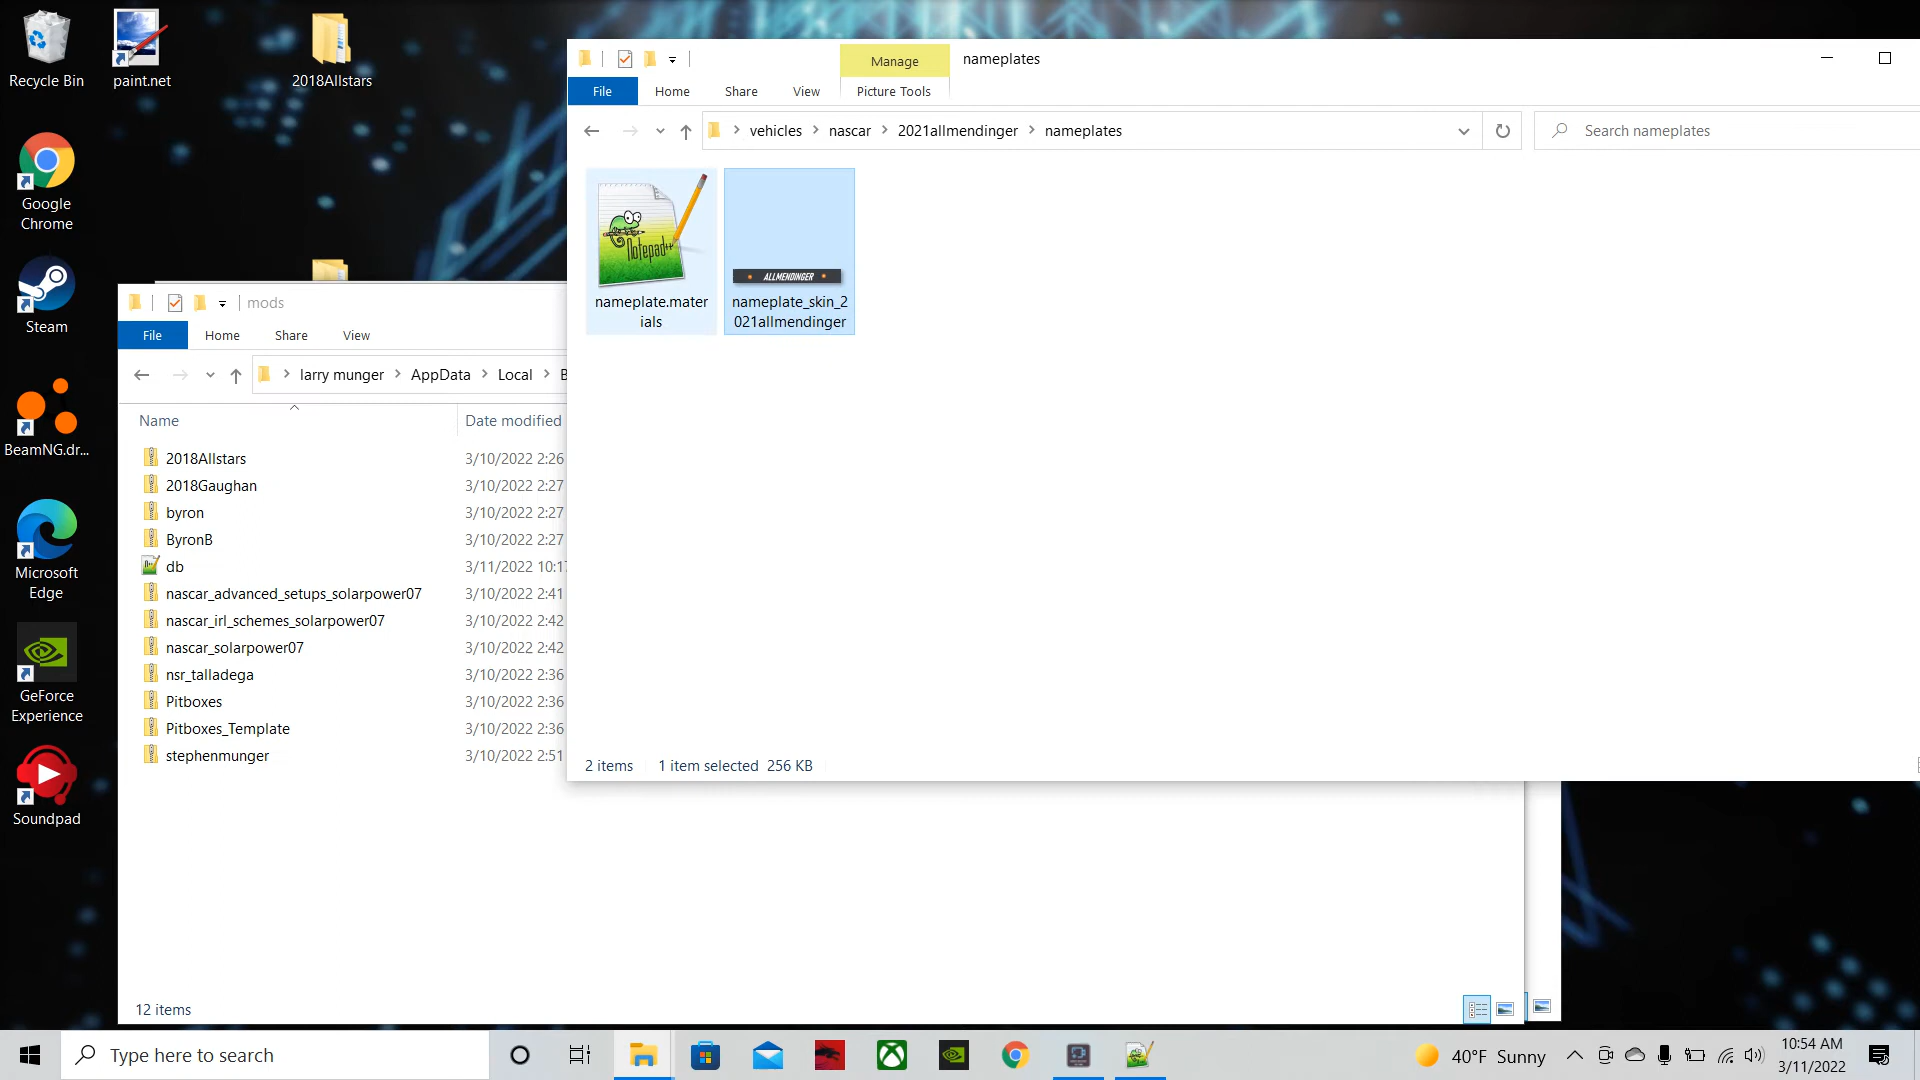 Recycle Bin
paint.net
2018Allstars
Google
Chrome
Steam
BeamNG.dr...
Microsoft
Edge
GeForce
Experience
Soundpad
Manage
nameplates
File
Home
Share
View
Picture Tools
vehicles
nascar
2021allmendinger
nameplates
Search nameplates
Notepad++
nameplate.mater
ials
ALLMENDINGER
nameplate_skin_2
021allmendinger
2 items
1 item selected 256 KB
mods
File
Home
Share
View
larry munger
AppData
Local
B
Name
Date modified
2018Allstars 3/10/2022 2:26
2018Gaughan 3/10/2022 2:27
byron 3/10/2022 2:27
ByronB 3/10/2022 2:27
db 3/11/2022 10:17
nascar_advanced_setups_solarpower07 3/10/2022 2:41
nascar_irl_schemes_solarpower07 3/10/2022 2:42
nascar_solarpower07 3/10/2022 2:42
nsr_talladega 3/10/2022 2:36
Pitboxes 3/10/2022 2:36
Pitboxes_Template 3/10/2022 2:36
stephenmunger 3/10/2022 2:51
12 items
Type here to search
40°F Sunny
10:54 AM
3/11/2022